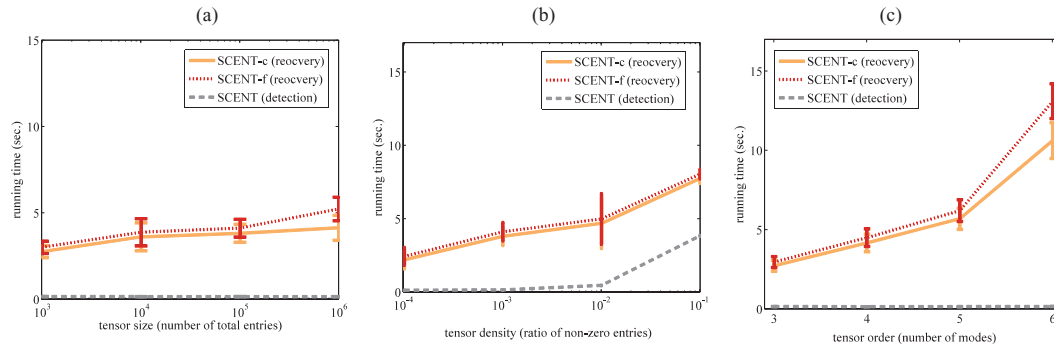 (a)
15
10
5
0
10^3
10^4
10^5
10^6
running time (sec.)
tensor size (number of total entries)
SCENT-c (reocvery)
SCENT-f (reocvery)
SCENT (detection)
(b)
15
10
5
0
10^-4
10^-3
10^-2
10^-1
running time (sec.)
tensor density (ratio of non-zero entries)
SCENT-c (reocvery)
SCENT-f (reocvery)
SCENT (detection)
(c)
15
10
5
0
3
4
5
6
running time (sec.)
tensor order (number of modes)
SCENT-c (reocvery)
SCENT-f (reocvery)
SCENT (detection)